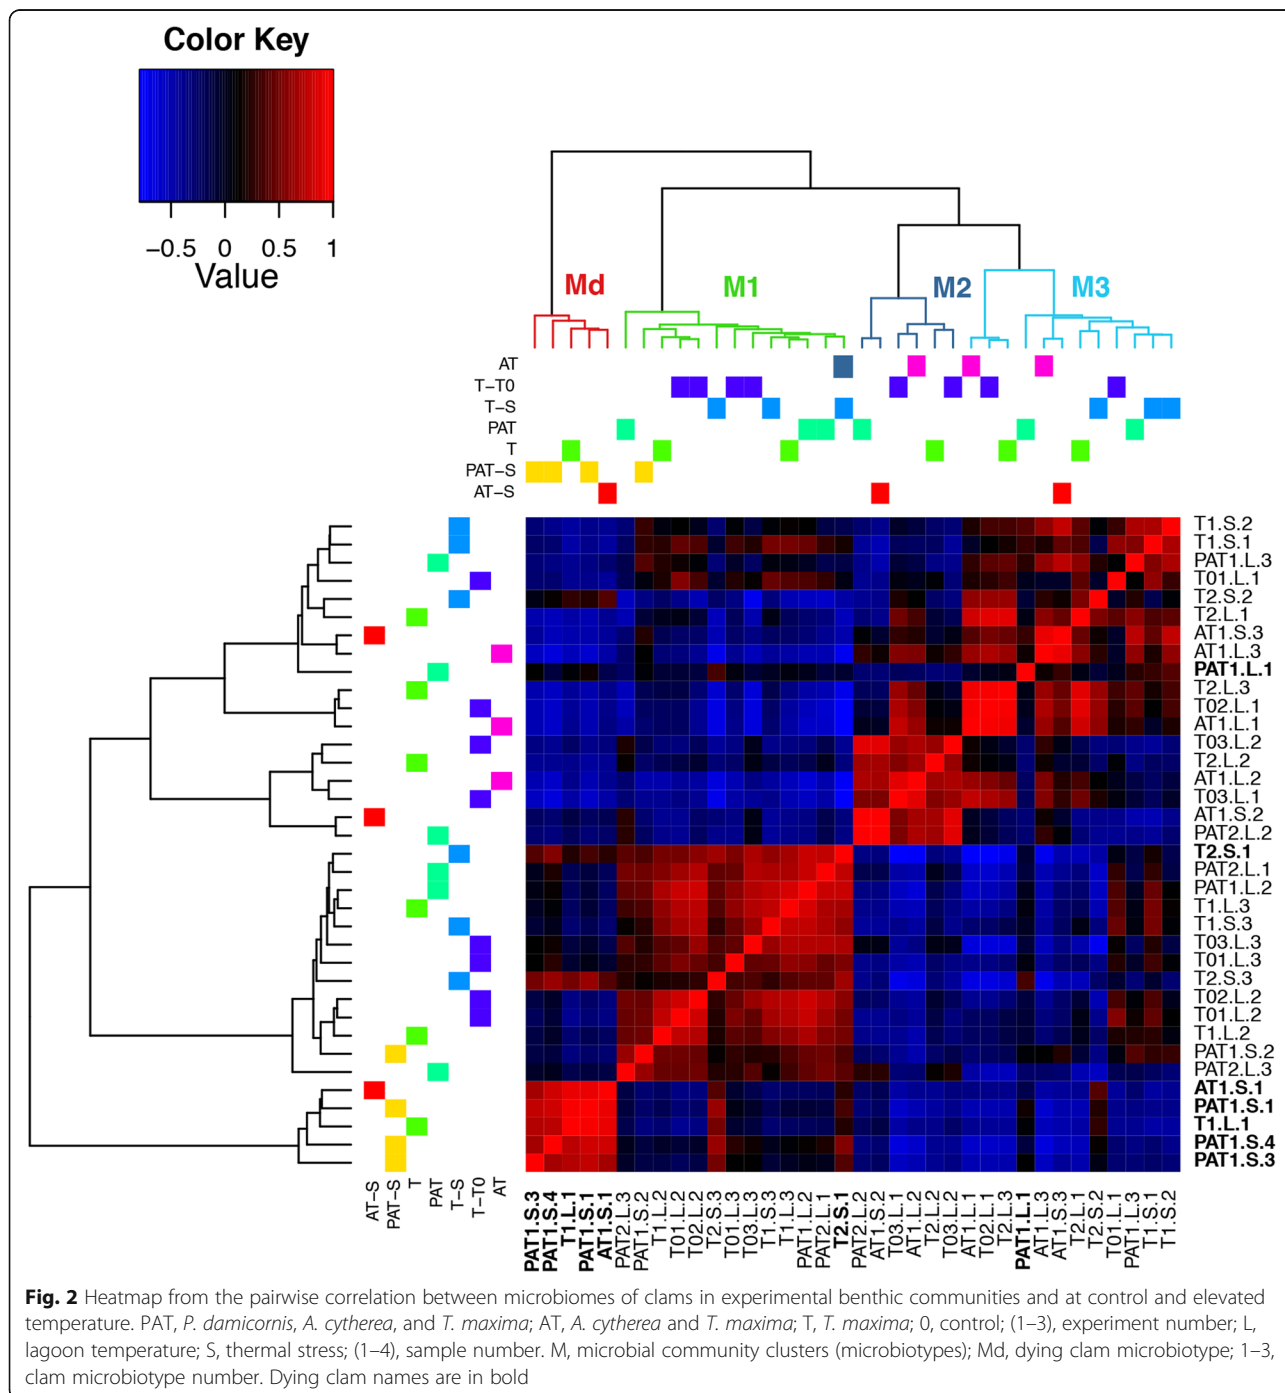 Color Key
−0.5 0 0.5 1
Value
Md M1 M2 M3
AT
T−T0
T−S
PAT
T
PAT−S
AT−S
T1.S.2
T1.S.1
PAT1.L.3
T01.L.1
T2.S.2
T2.L.1
AT1.S.3
AT1.L.3
PAT1.L.1
T2.L.3
T02.L.1
AT1.L.1
T03.L.2
T2.L.2
AT1.L.2
T03.L.1
AT1.S.2
PAT2.L.2
T2.S.1
PAT2.L.1
PAT1.L.2
T1.L.3
T1.S.3
T03.L.3
T01.L.3
T2.S.3
T02.L.2
T01.L.2
T1.L.2
PAT1.S.2
PAT2.L.3
AT1.S.1
PAT1.S.1
T1.L.1
PAT1.S.4
PAT1.S.3
AT−S
PAT−S
T
PAT
T−S
T−T0
AT
PAT1.S.3
PAT1.S.4
T1.L.1
PAT1.S.1
AT1.S.1
PAT2.L.3
PAT1.S.2
T1.L.2
T01.L.2
T02.L.2
T2.S.3
T01.L.3
T03.L.3
T1.S.3
T1.L.3
PAT1.L.2
PAT2.L.1
T2.S.1
PAT2.L.2
AT1.S.2
T03.L.1
AT1.L.2
T2.L.2
T03.L.2
AT1.L.1
T02.L.1
T2.L.3
PAT1.L.1
AT1.L.3
AT1.S.3
T2.L.1
T2.S.2
T01.L.1
PAT1.L.3
T1.S.1
T1.S.2
Fig. 2 Heatmap from the pairwise correlation between microbiomes of clams in experimental benthic communities and at control and elevated
temperature. PAT, P. damicornis, A. cytherea, and T. maxima; AT, A. cytherea and T. maxima; T, T. maxima; 0, control; (1–3), experiment number; L,
lagoon temperature; S, thermal stress; (1–4), sample number. M, microbial community clusters (microbiotypes); Md, dying clam microbiotype; 1–3,
clam microbiotype number. Dying clam names are in bold